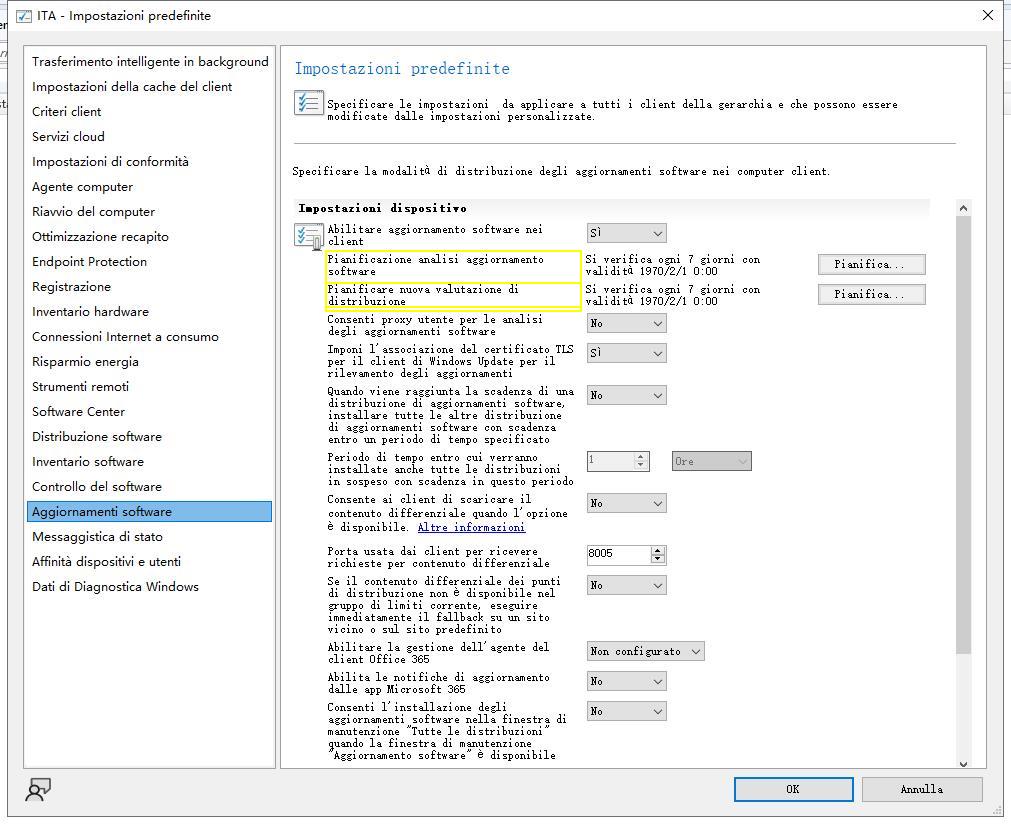 ITA - Impostazioni predefinite
Trasferimento intelligente in background
Impostazioni della cache del client
Criteri client
Servizi cloud
Impostazioni di conformità
Agente computer
Riavvio del computer
Ottimizzazione recapito
Endpoint Protection
Registrazione
Inventario hardware
Connessioni Internet a consumo
Risparmio energia
Strumenti remoti
Software Center
Distribuzione software
Inventario software
Controllo del software
Aggiornamenti software
Messaggistica di stato
Affinità dispositivi e utenti
Dati di Diagnostica Windows
Impostazioni predefinite
Specificare le impostazioni  da applicare a tutti i client della gerarchia e che possono essere
modificate dalle impostazioni personalizzate.
Specificare la modalità di distribuzione degli aggiornamenti software nei computer client.
Impostazioni dispositivo
Abilitare aggiornamento software nei
client
Sì
Pianificazione analisi aggiornamento
software
Si verifica ogni 7 giorni con
validità 1970/2/1 0:00
Pianifica...
Pianificare nuova valutazione di
distribuzione
Si verifica ogni 7 giorni con
validità 1970/2/1 0:00
Pianifica...
Consenti proxy utente per le analisi
degli aggiornamenti software
No
Imponi l'associazione del certificato TLS
per il client di Windows Update per il
rilevamento degli aggiornamenti
Sì
Quando viene raggiunta la scadenza di una
distribuzione di aggiornamenti software,
installare tutte le altre distribuzione
di aggiornamenti software con scadenza
entro un periodo di tempo specificato
No
Periodo di tempo entro cui verranno
installate anche tutte le distribuzioni
in sospeso con scadenza in questo periodo
1
Ore
Consente ai client di scaricare il
contenuto differenziale quando l'opzione
è disponibile. Altre informazioni
No
Porta usata dai client per ricevere
richieste per contenuto differenziale
8005
Se il contenuto differenziale dei punti
di distribuzione non è disponibile nel
gruppo di limiti corrente, eseguire
immediatamente il fallback su un sito
vicino o sul sito predefinito
No
Abilitare la gestione dell'agente del
client Office 365
Non configurato
Abilita le notifiche di aggiornamento
dalle app Microsoft 365
No
Consenti l'installazione degli
aggiornamenti software nella finestra di
manutenzione "Tutte le distribuzioni"
quando la finestra di manutenzione
"Aggiornamento software" è disponibile
No
OK
Annulla